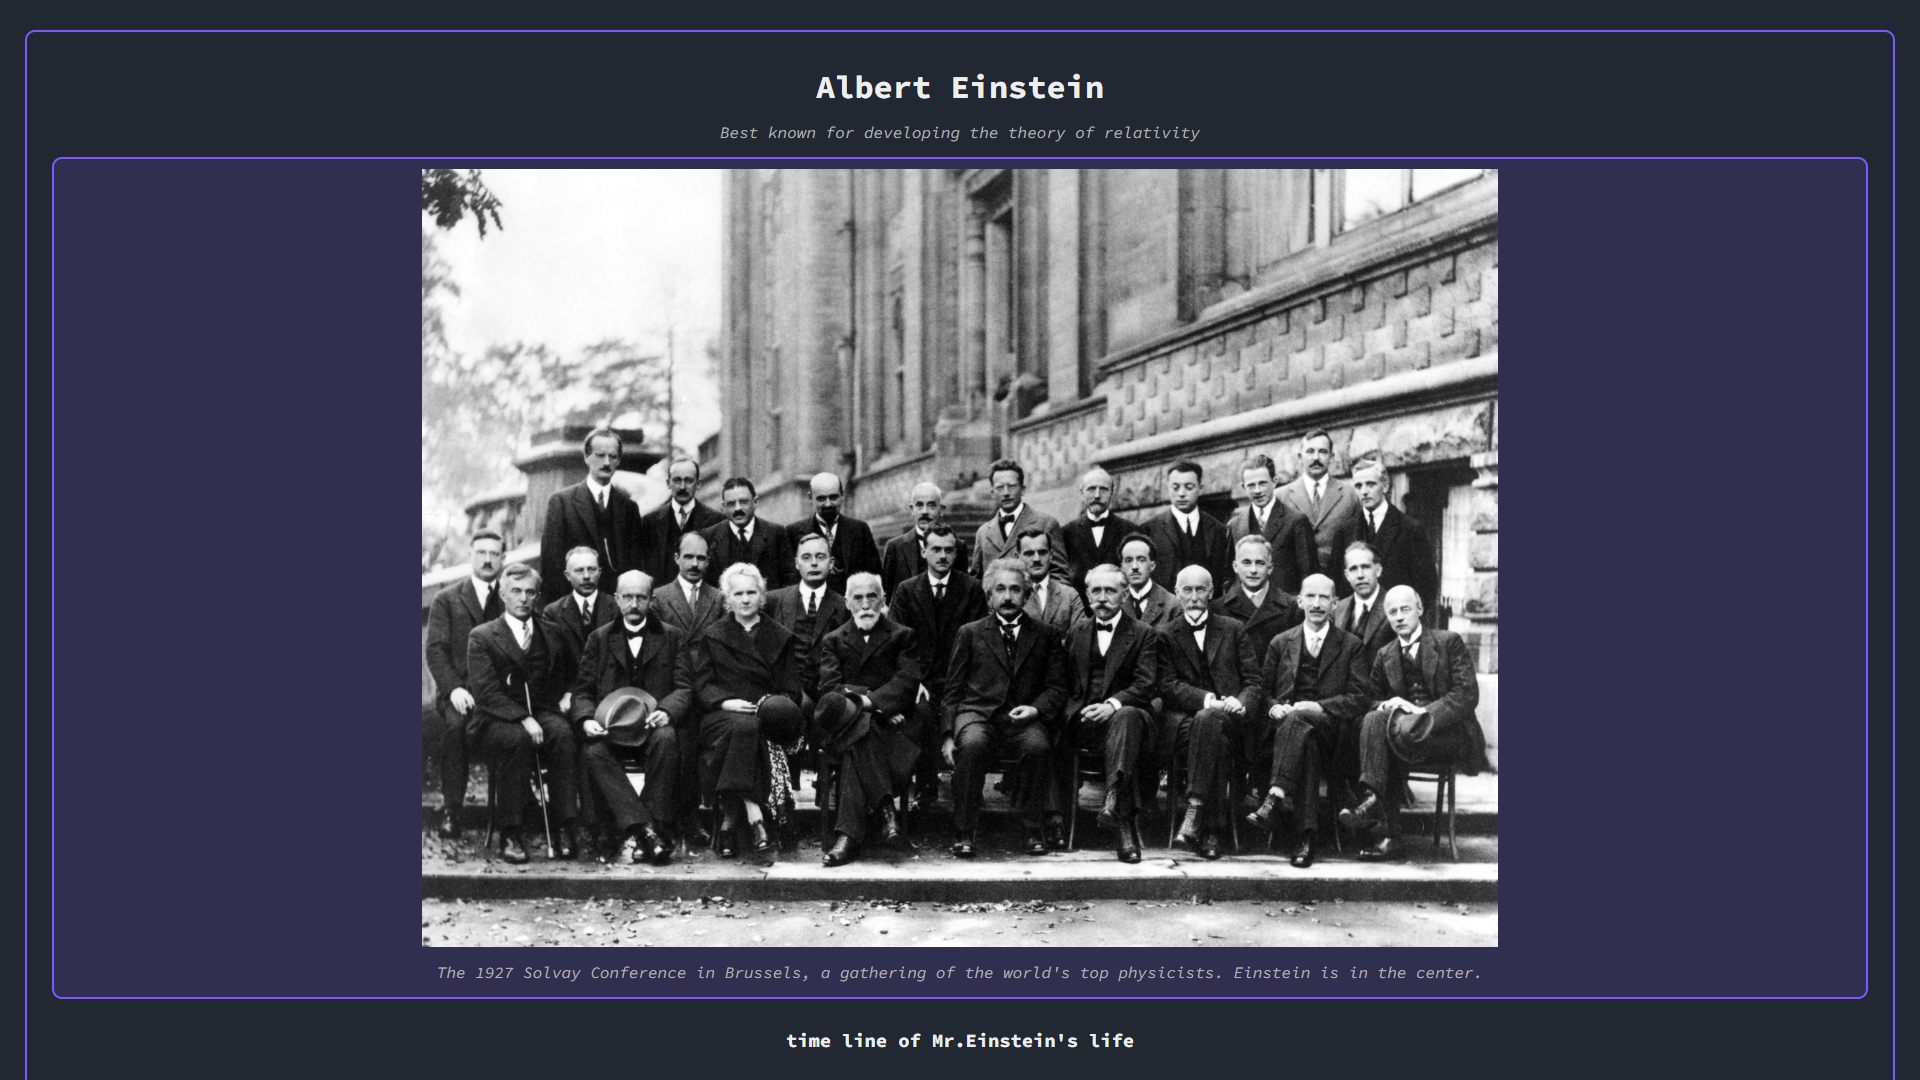 Albert Einstein
Best known for developing the theory of relativity
The 1927 Solvay Conference in Brussels, a gathering of the world's top physicists. Einstein is in the center.
time line of Mr.Einstein's life